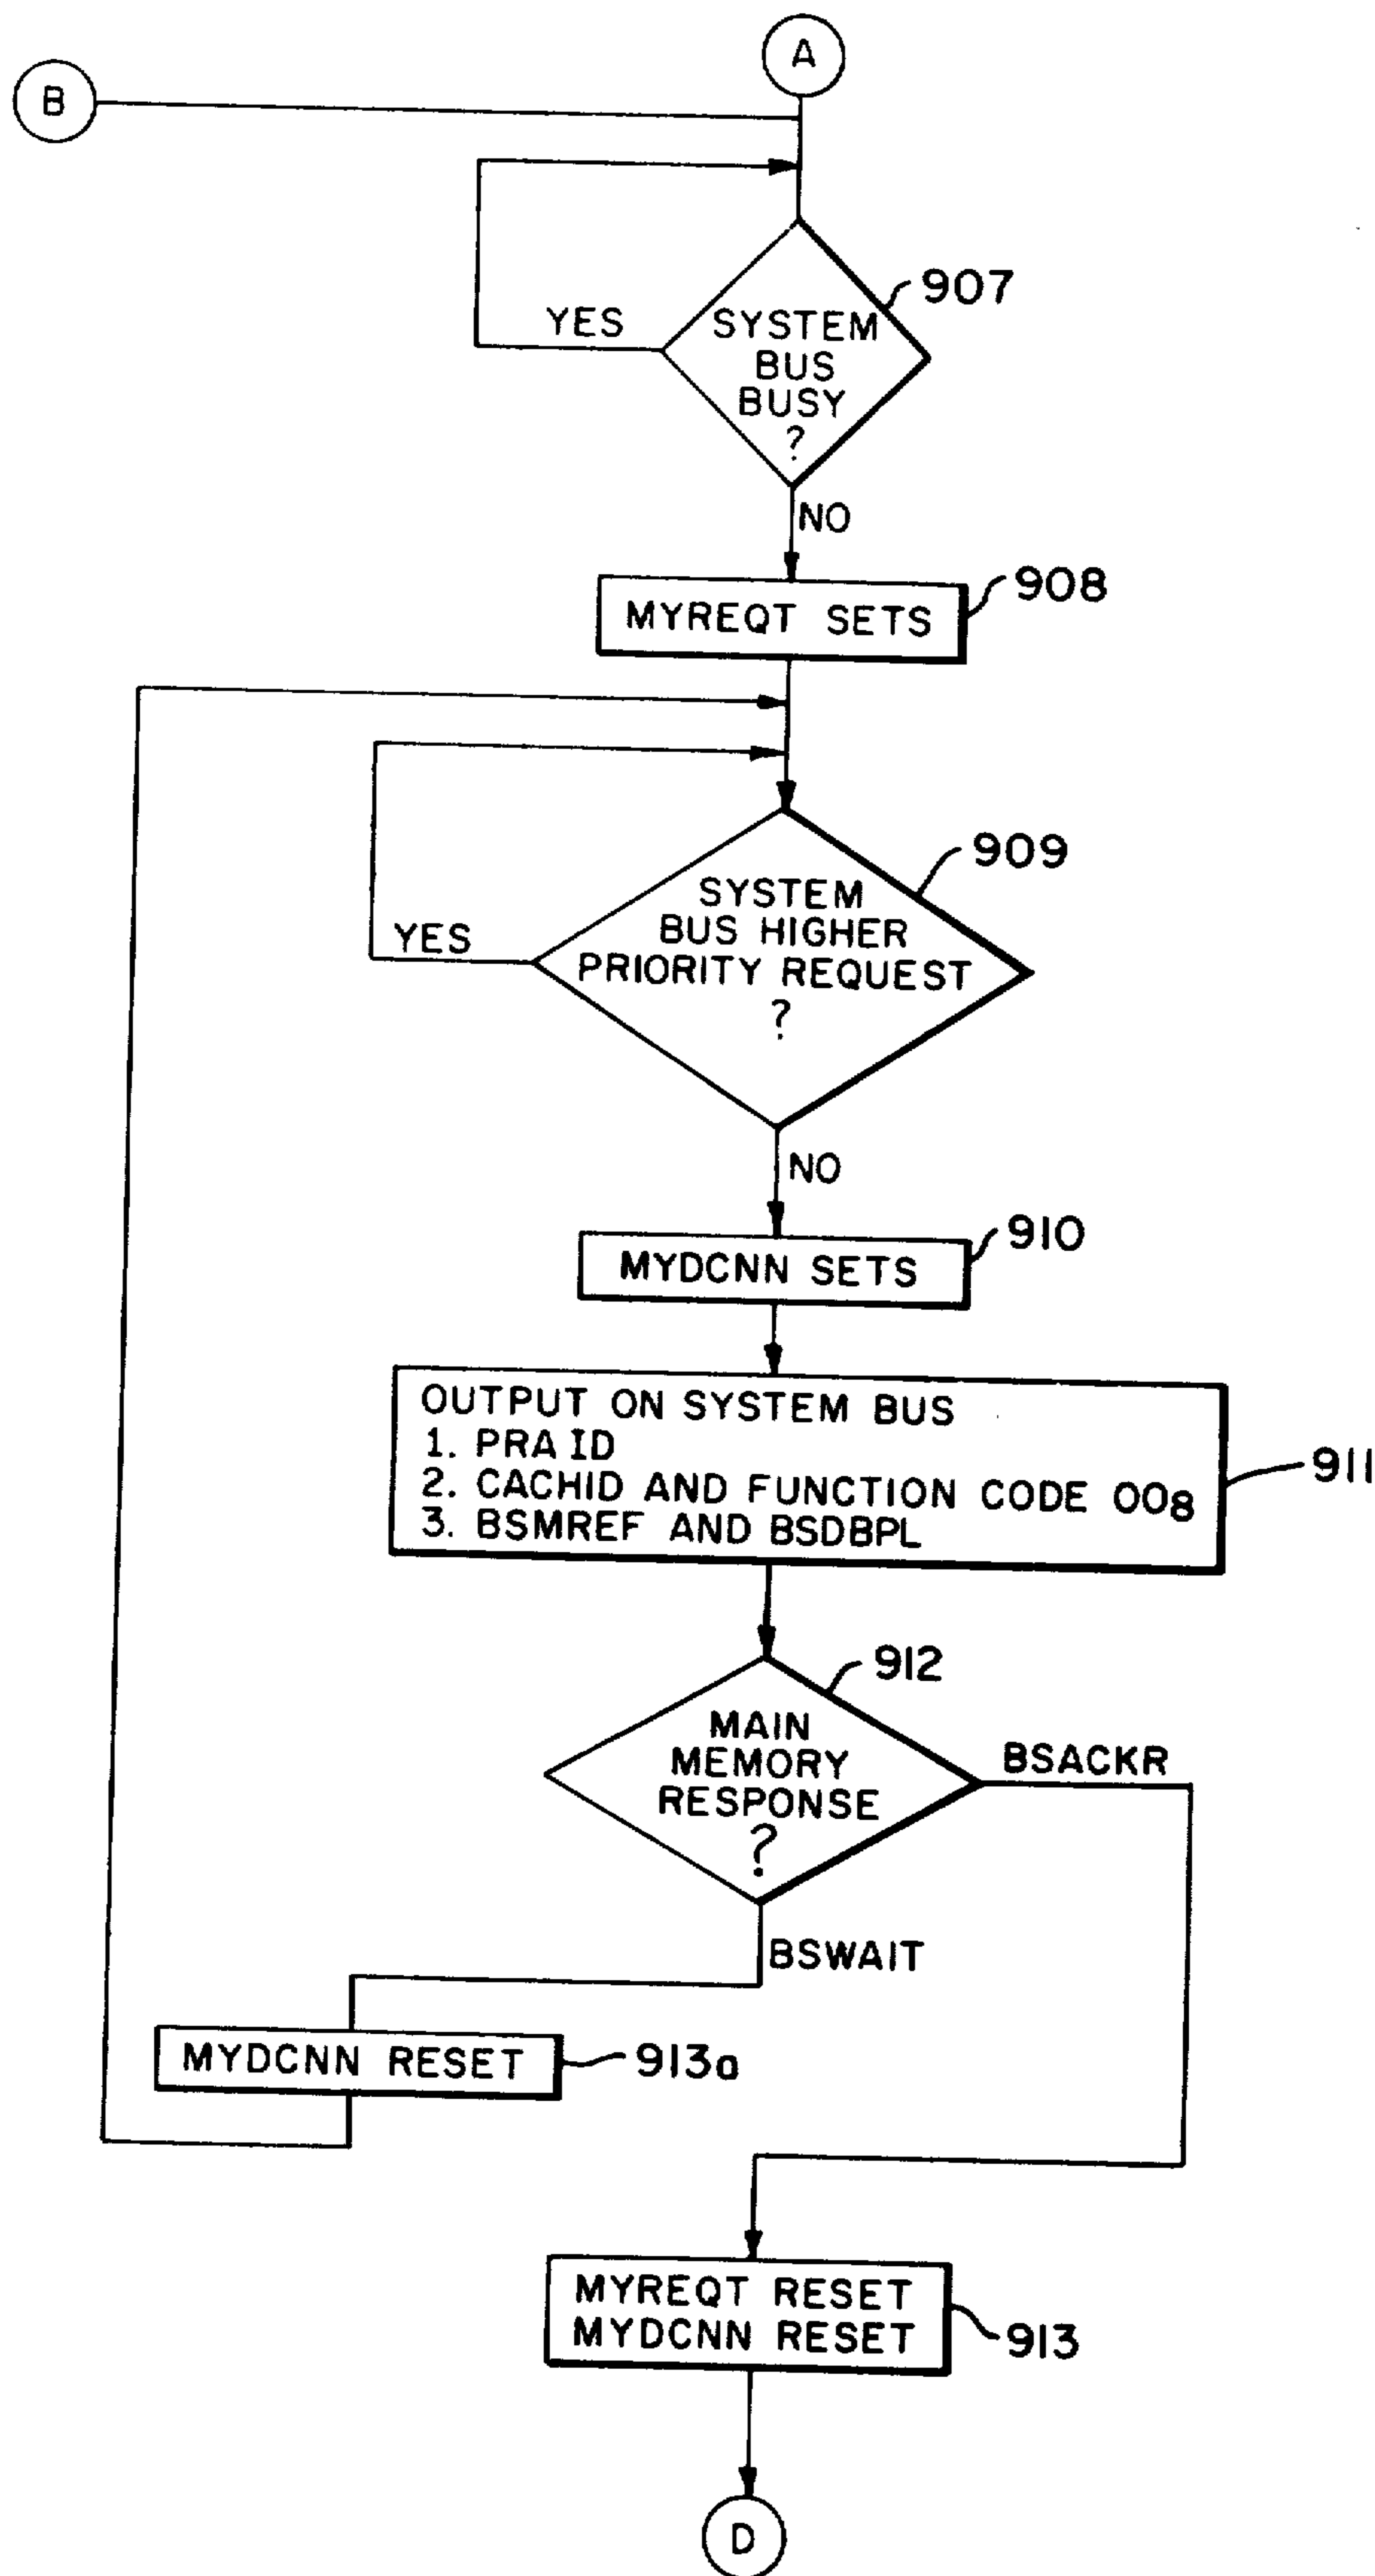 A
B
907
YES
SYSTEM
BUS
BUSY
?
NO
908
MYREQT SETS
909
SYSTEM
BUS HIGHER
PRIORITY REQUEST
?
YES
NO
910
MYDCNN SETS
OUTPUT ON SYSTEM BUS
1. PRA ID
2. CACHID AND FUNCTION CODE 00₈
3. BSMREF AND BSDBPL
911
912
MAIN
MEMORY
RESPONSE
?
BSACKR
BSWAIT
MYDCNN RESET
913a
MYREQT RESET
MYDCNN RESET
913
D